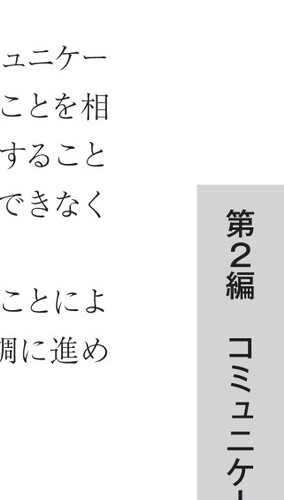 ュニケー
ことを相
すること
できなく
ことによ
調に進め
第2編 コミュニケー